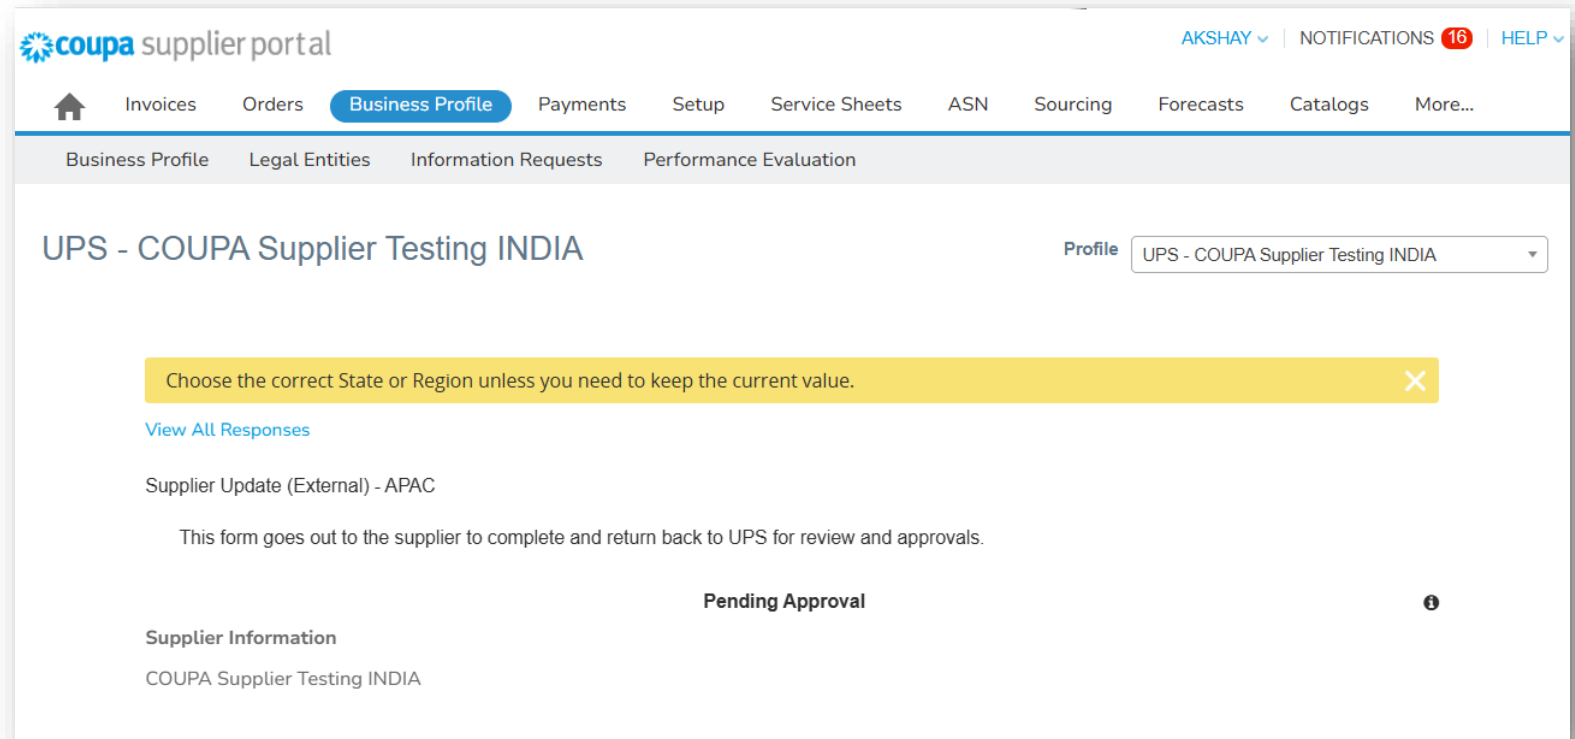 coupa supplier portal
AKSHAY NOTIFICATIONS 16 HELP
Invoices Orders Business Profile Payments Setup Service Sheets ASN Sourcing Forecasts Catalogs More...
Business Profile Legal Entities Information Requests Performance Evaluation
UPS - COUPA Supplier Testing INDIA
Profile UPS - COUPA Supplier Testing INDIA
Choose the correct State or Region unless you need to keep the current value.
View All Responses
Supplier Update (External) - APAC
This form goes out to the supplier to complete and return back to UPS for review and approvals.
Pending Approval
Supplier Information
COUPA Supplier Testing INDIA